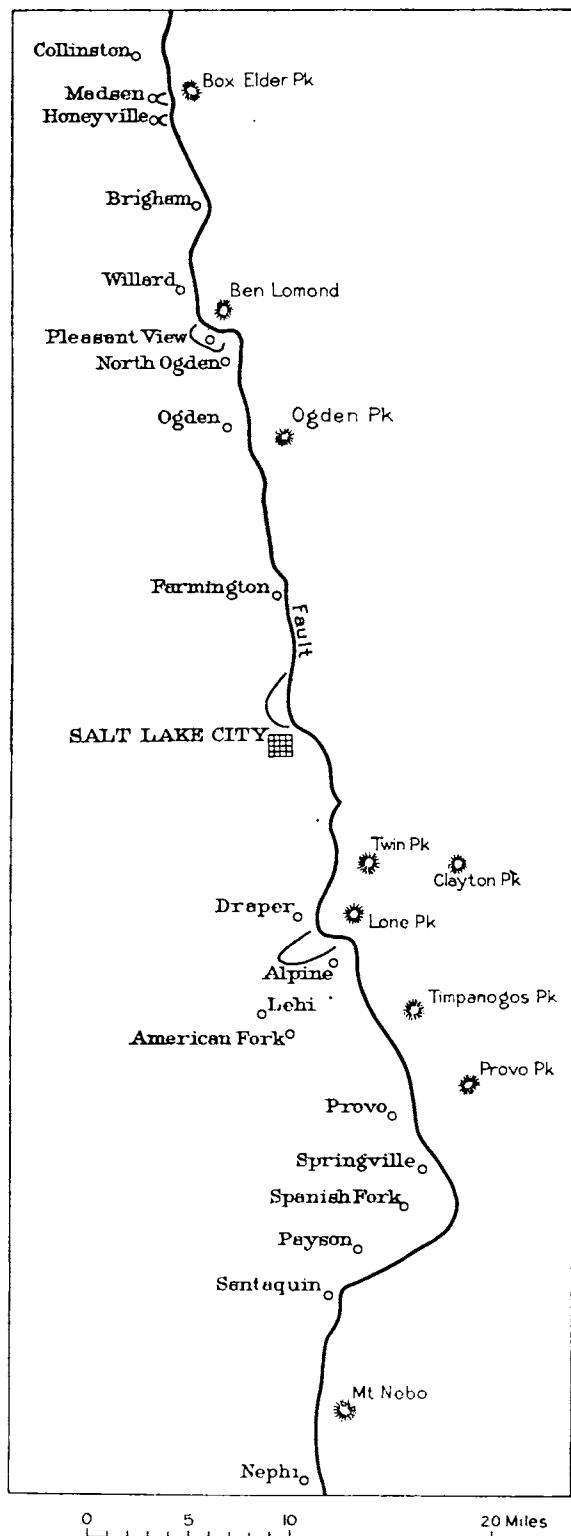 Collinston
Box Elder Pk
Madsen
Honeyville
Brigham
Willard
Ben Lomond
Pleasant View
North Ogden
Ogden
Ogden Pk
Farmington
Fault
SALT LAKE CITY
Twin Pk
Clayton Pk
Draper
Lone Pk
Alpine
Timpanogos Pk
Lehi
American Fork
Provo Pk
Provo
Springville
Spanish Fork
Payson
Santaquin
Mt Nebo
Nephi
0 5 10 20 Miles